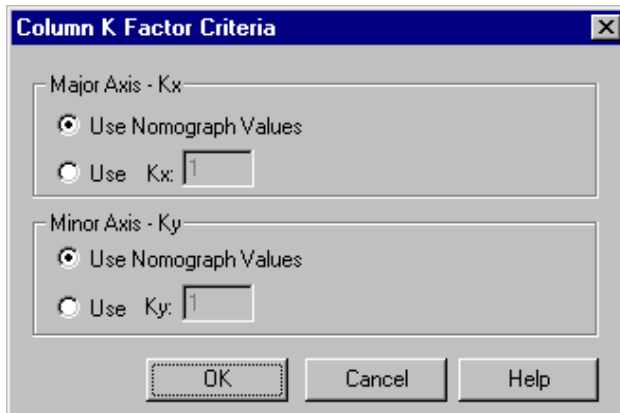 Column K Factor Criteria
Major Axis - Kx
Use Nomograph Values
Use Kx: 1
Minor Axis - Ky
Use Nomograph Values
Use Ky: 1
OK Cancel Help